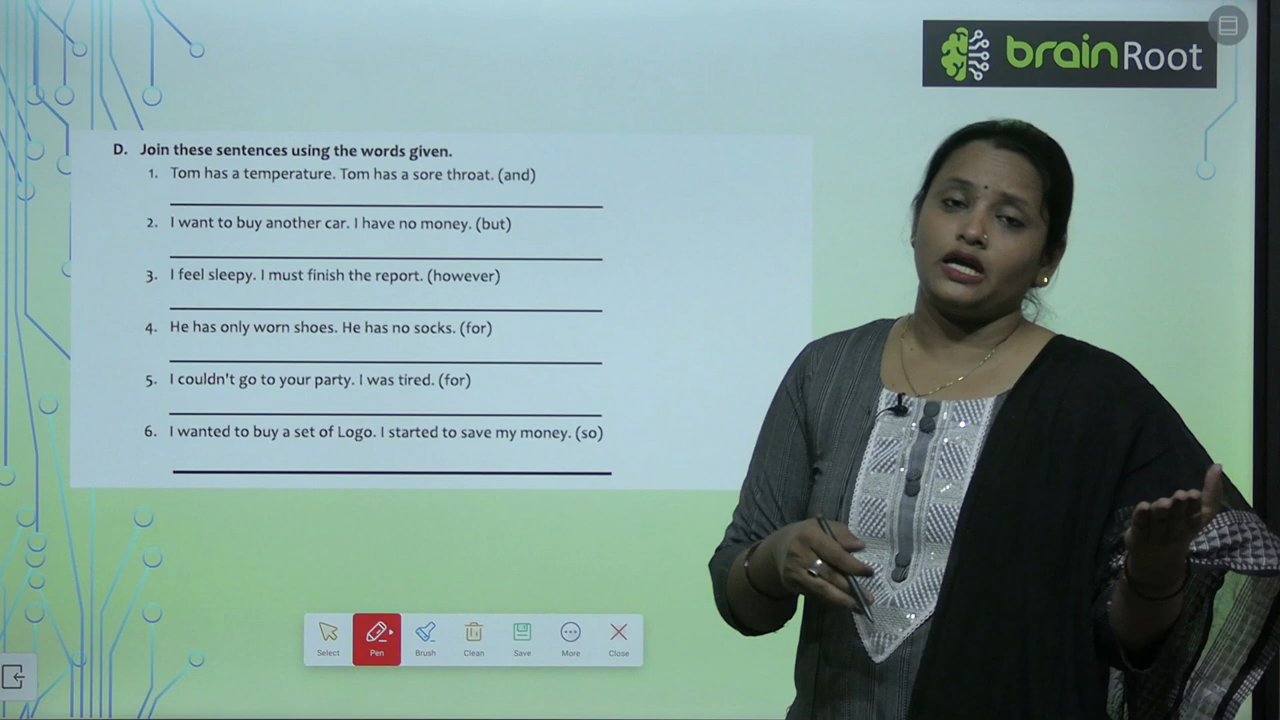 brainRoot
D. Join these sentences using the words given.
1. Tom has a temperature. Tom has a sore throat. (and)
2. I want to buy another car. I have no money. (but)
3. I feel sleepy. I must finish the report. (however)
4. He has only worn shoes. He has no socks. (for)
5. I couldn't go to your party. I was tired. (for)
6. I wanted to buy a set of Logo. I started to save my money. (so)
Select Pen Brush Clean Save More Close